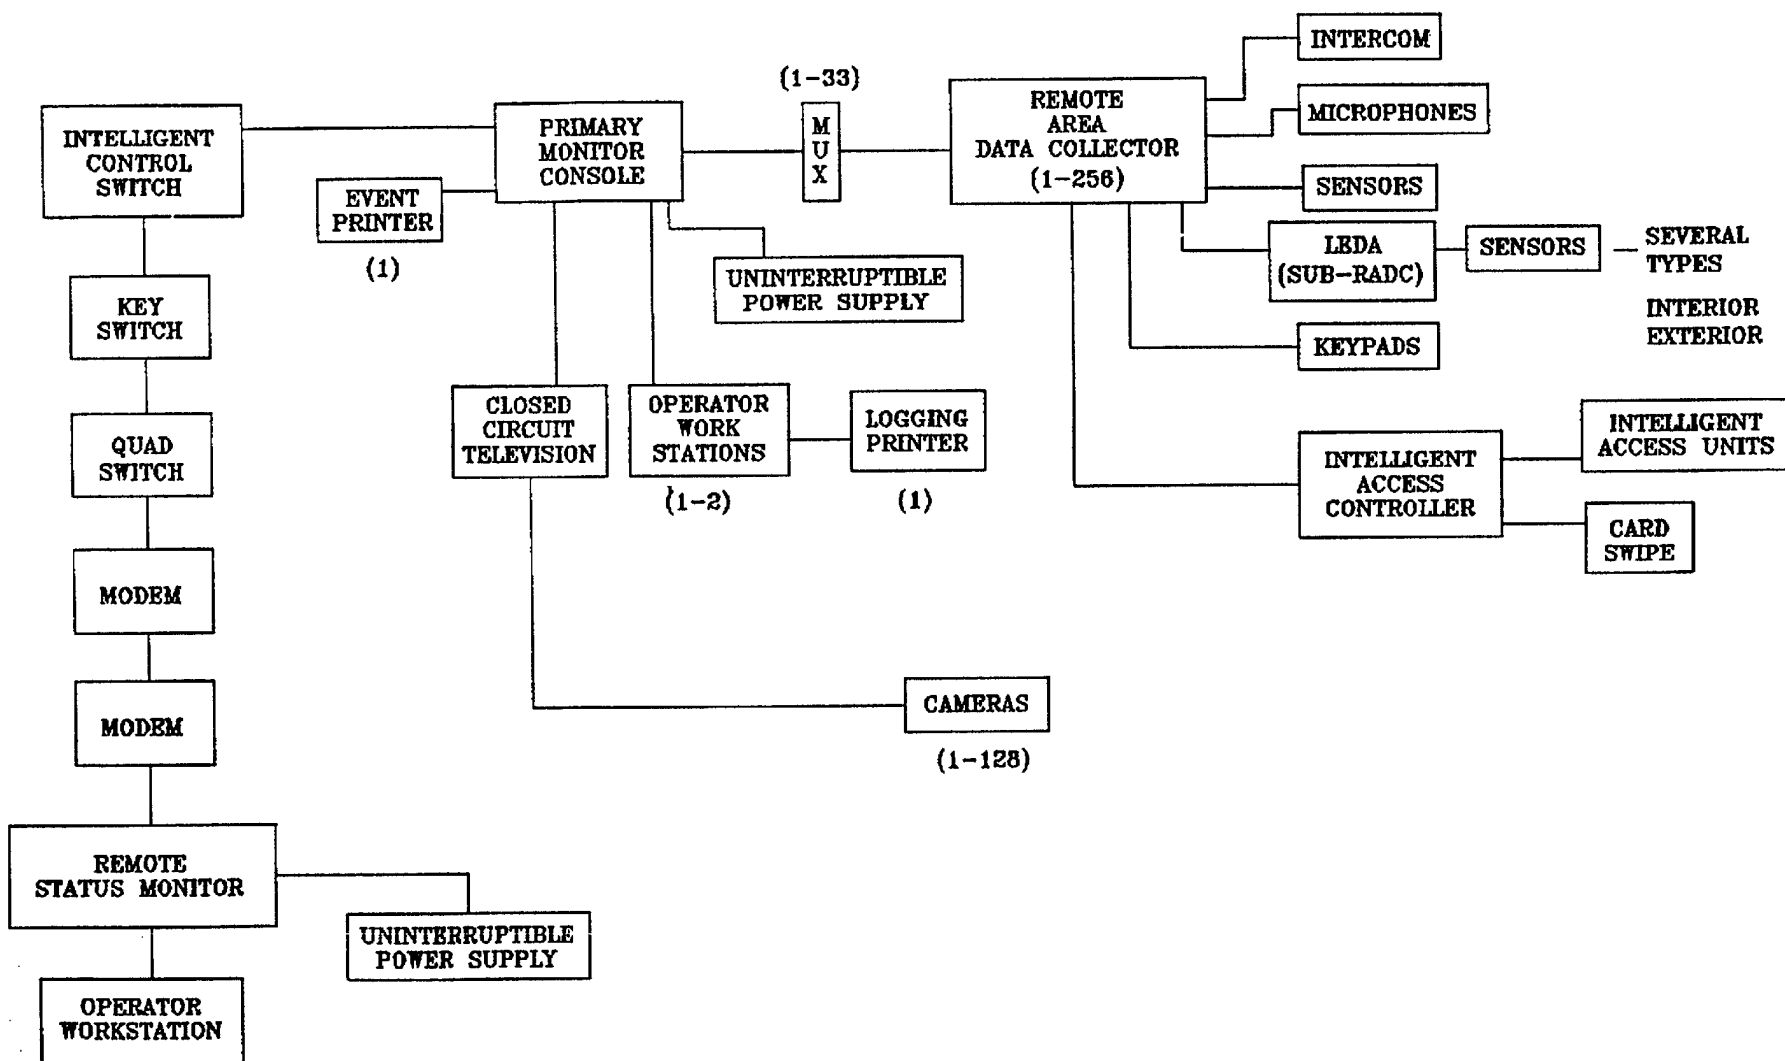 INTELLIGENT
CONTROL
SWITCH
KEY
SWITCH
QUAD
SWITCH
MODEM
MODEM
REMOTE
STATUS MONITOR
OPERATOR
WORKSTATION
UNINTERRUPTIBLE
POWER SUPPLY
EVENT
PRINTER
(1)
PRIMARY
MONITOR
CONSOLE
UNINTERRUPTIBLE
POWER SUPPLY
CLOSED
CIRCUIT
TELEVISION
OPERATOR
WORK
STATIONS
(1-2)
LOGGING
PRINTER
(1)
CAMERAS
(1-128)
(1-33)
M
U
X
REMOTE
AREA
DATA COLLECTOR
(1-256)
INTERCOM
MICROPHONES
SENSORS
LEDA
(SUB-RADC)
SENSORS
SEVERAL
TYPES
INTERIOR
EXTERIOR
KEYPADS
INTELLIGENT
ACCESS
CONTROLLER
INTELLIGENT
ACCESS UNITS
CARD
SWIPE